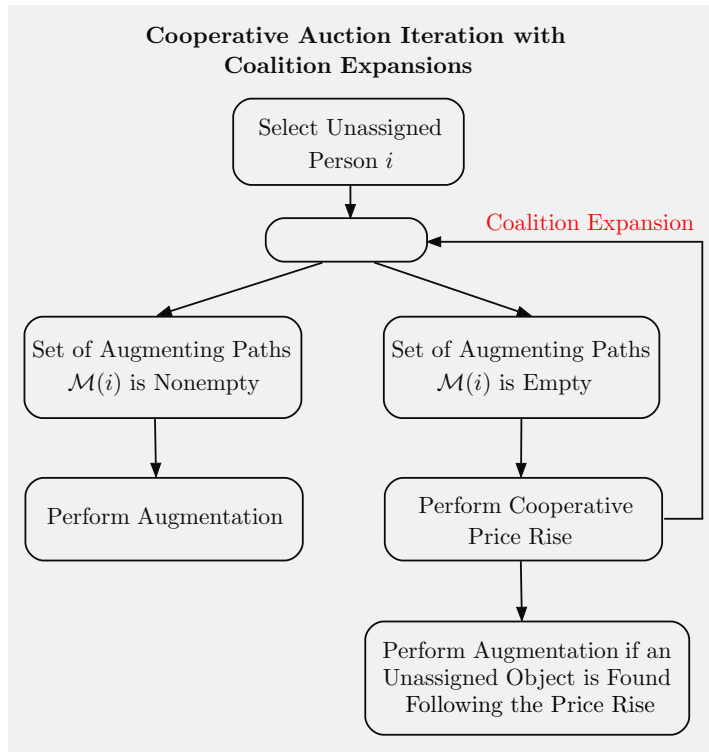 Cooperative Auction Iteration with
Coalition Expansions
Select Unassigned
Person i
Coalition Expansion
Set of Augmenting Paths
M(i) is Nonempty
Set of Augmenting Paths
M(i) is Empty
Perform Augmentation
Perform Cooperative
Price Rise
Perform Augmentation if an
Unassigned Object is Found
Following the Price Rise